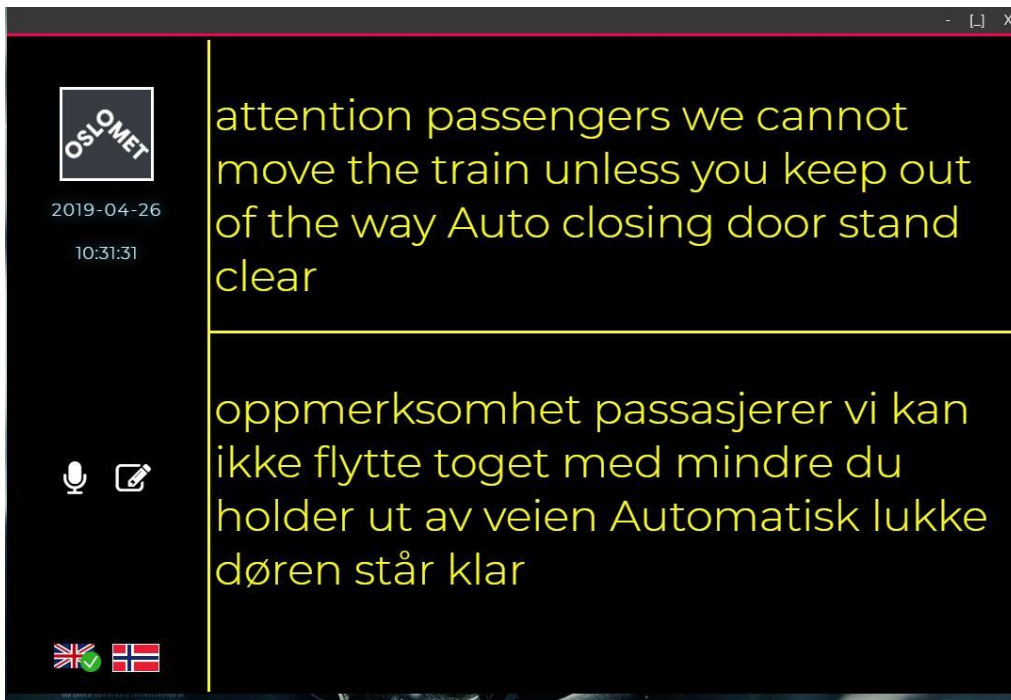 - [_] X
OSLOMET
2019-04-26
10:31:31
attention passengers we cannot
move the train unless you keep out
of the way Auto closing door stand
clear
oppmerksomhet passasjerer vi kan
ikke flytte toget med mindre du
holder ut av veien Automatisk lukke
døren står klar